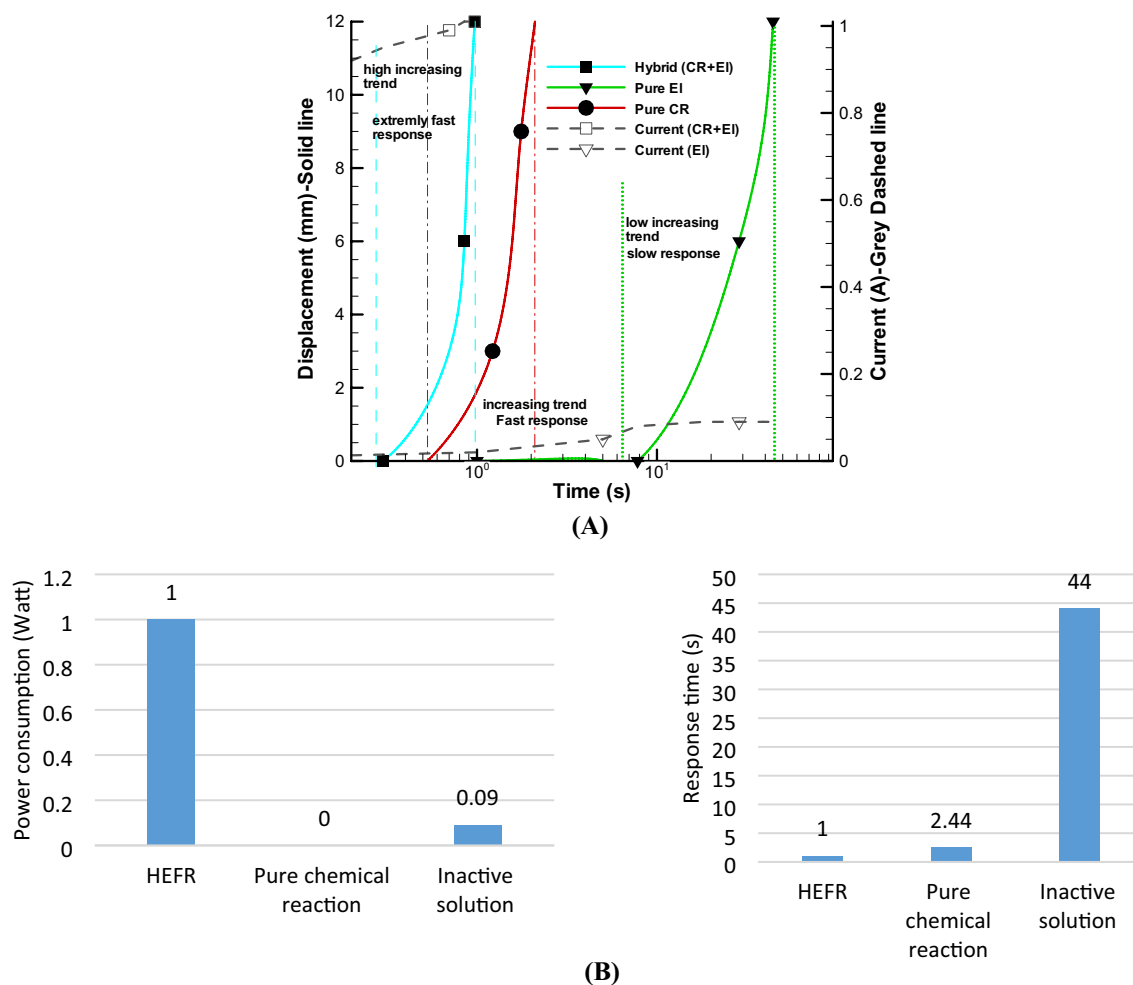 12
10
8
6
4
2
0
Displacement (mm)-Solid line
high increasing
trend
extremly fast
response
Hybrid (CR+EI)
Pure EI
Pure CR
Current (CR+EI)
Current (EI)
low increasing
trend
slow response
increasing trend
Fast response
1
0.8
0.6
0.4
0.2
0
Current (A)-Grey Dashed line
10⁰
10¹
Time (s)
(A)
Power consumption (Watt)
1.2
1
0.8
0.6
0.4
0.2
0
1
0
0.09
HEFR
Pure chemical
reaction
Inactive
solution
Response time (s)
50
45
40
35
30
25
20
15
10
5
0
1
2.44
44
HEFR
Pure
chemical
reaction
Inactive
solution
(B)